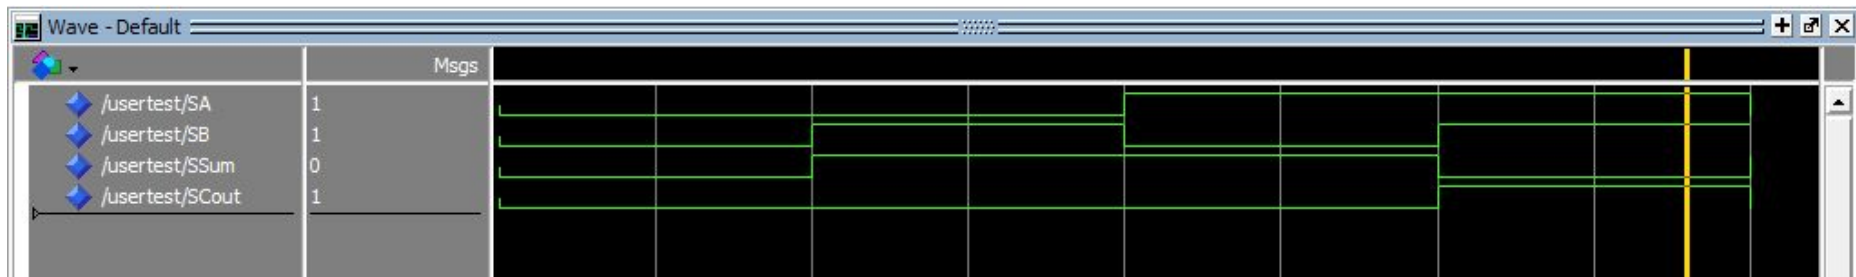 Wave - Default
Msgs
/usertest/SA 1
/usertest/SB 1
/usertest/SSum 0
/usertest/SCout 1